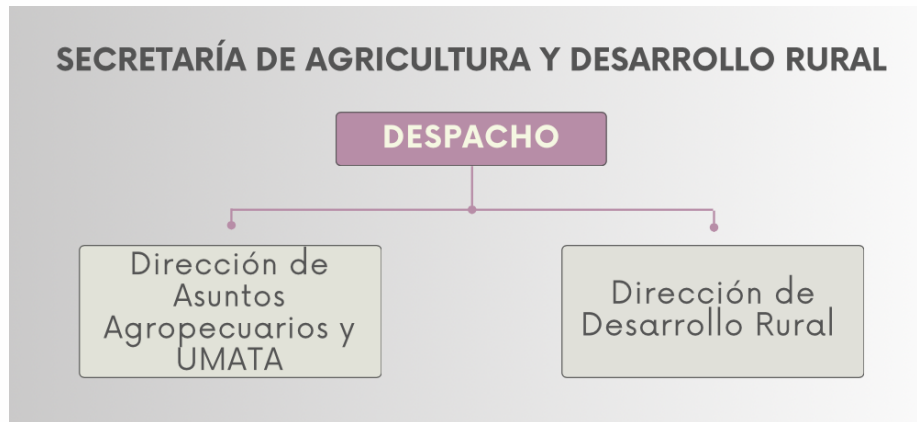 SECRETARÍA DE AGRICULTURA Y DESARROLLO RURAL
DESPACHO
Dirección de
Asuntos
Agropecuarios y
UMATA
Dirección de
Desarrollo Rural